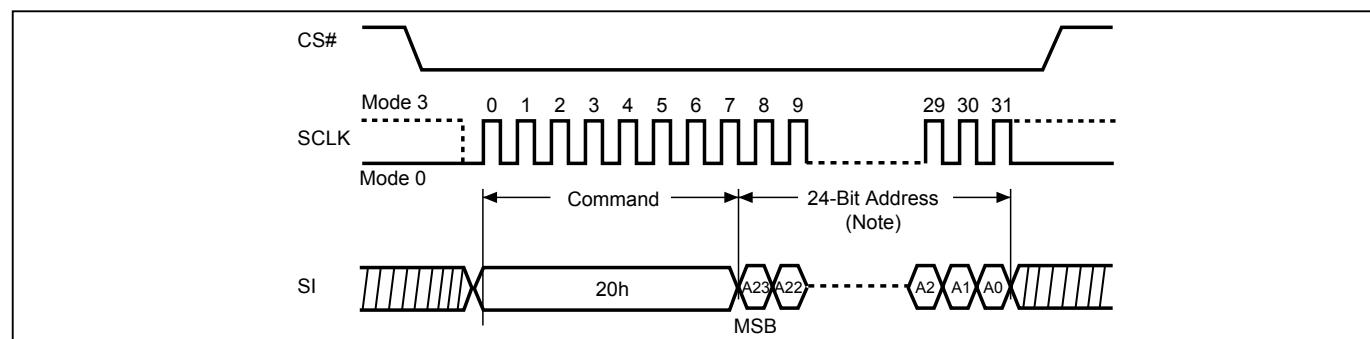 CS#
Mode 3
0 1 2 3 4 5 6 7 8 9 29 30 31
SCLK
Mode 0
Command
24-Bit Address
(Note)
SI
20h
A23 A22 A2 A1 A0
MSB